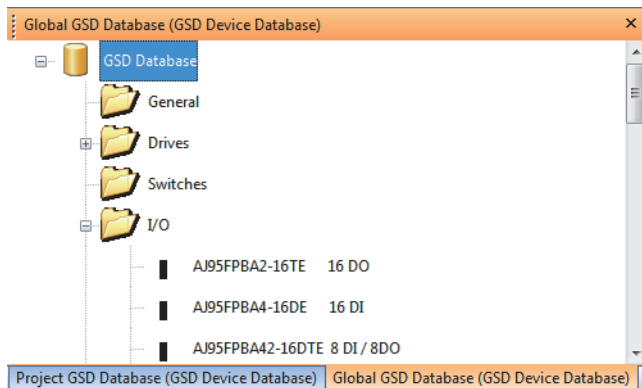 Global GSD Database (GSD Device Database)
GSD Database
General
Drives
Switches
I/O
AJ95FPBA2-16TE 16 DO
AJ95FPBA4-16DE 16 DI
AJ95FPBA42-16DTE 8 DI / 8DO
Project GSD Database (GSD Device Database) Global GSD Database (GSD Device Database)